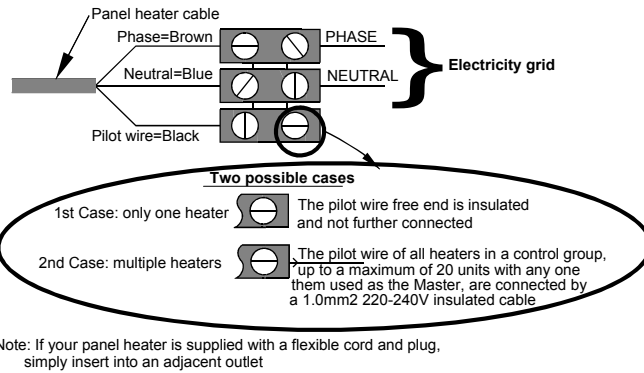 Panel heater cable
Phase=Brown
PHASE
Neutral=Blue
NEUTRAL
Electricity grid
Pilot wire=Black
Two possible cases
1st Case: only one heater
The pilot wire free end is insulated
and not further connected
2nd Case: multiple heaters
The pilot wire of all heaters in a control group,
up to a maximum of 20 units with any one
them used as the Master, are connected by
a 1.0mm2 220-240V insulated cable
Note: If your panel heater is supplied with a flexible cord and plug,
simply insert into an adjacent outlet